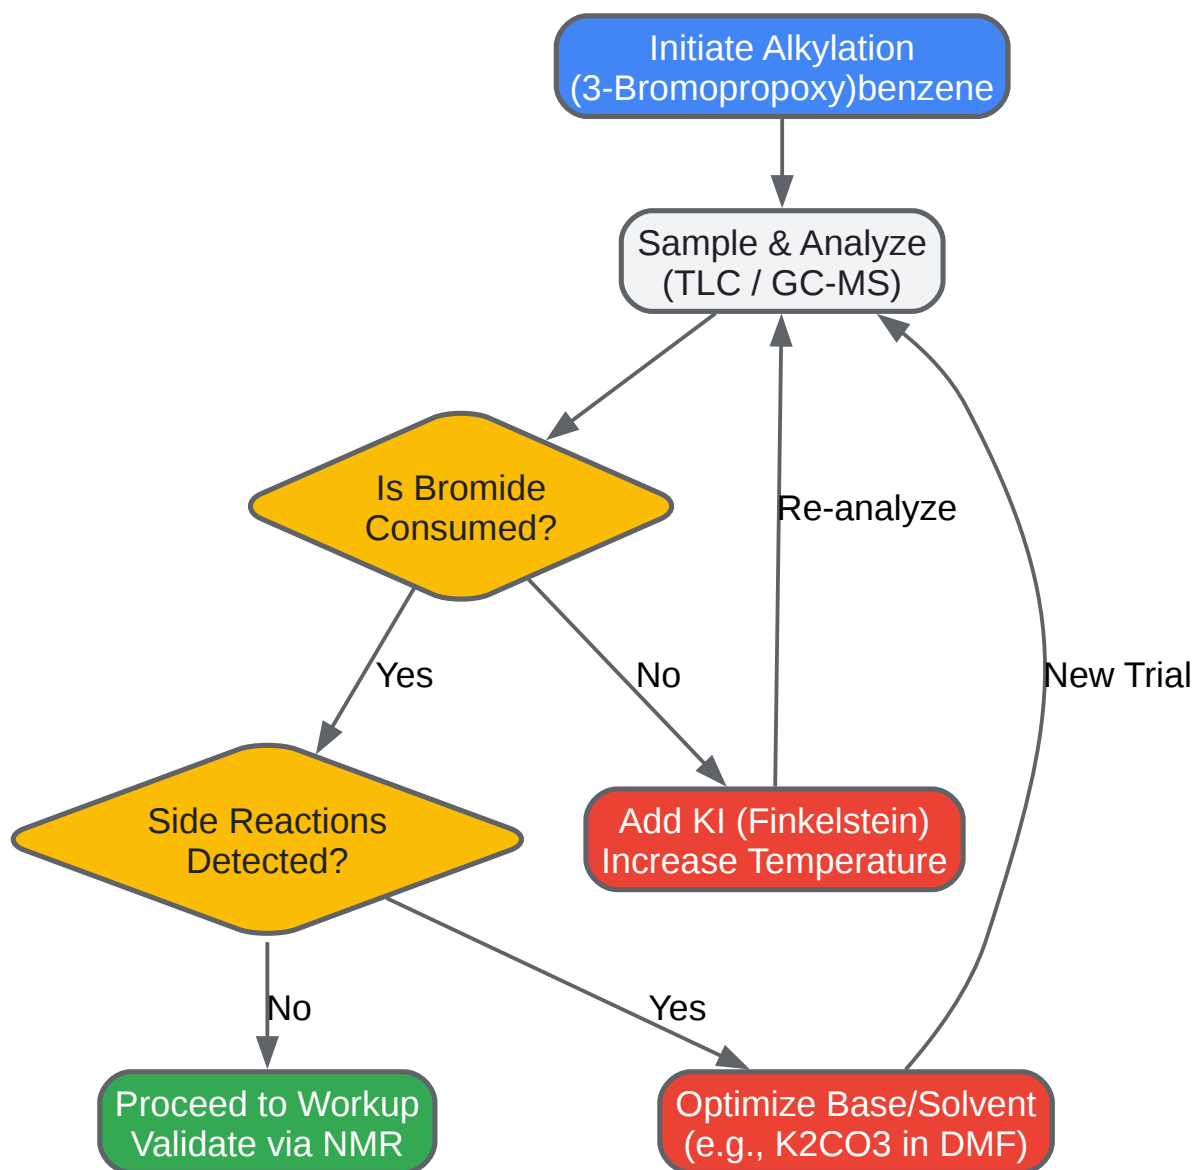 Initiate Alkylation
(3-Bromopropoxy)benzene
Sample & Analyze
(TLC / GC-MS)
Is Bromide
Consumed?
Re-analyze
Yes
No
New Trial
Side Reactions
Detected?
Add KI (Finkelstein)
Increase Temperature
No
Yes
Proceed to Workup
Validate via NMR
Optimize Base/Solvent
(e.g., K2CO3 in DMF)